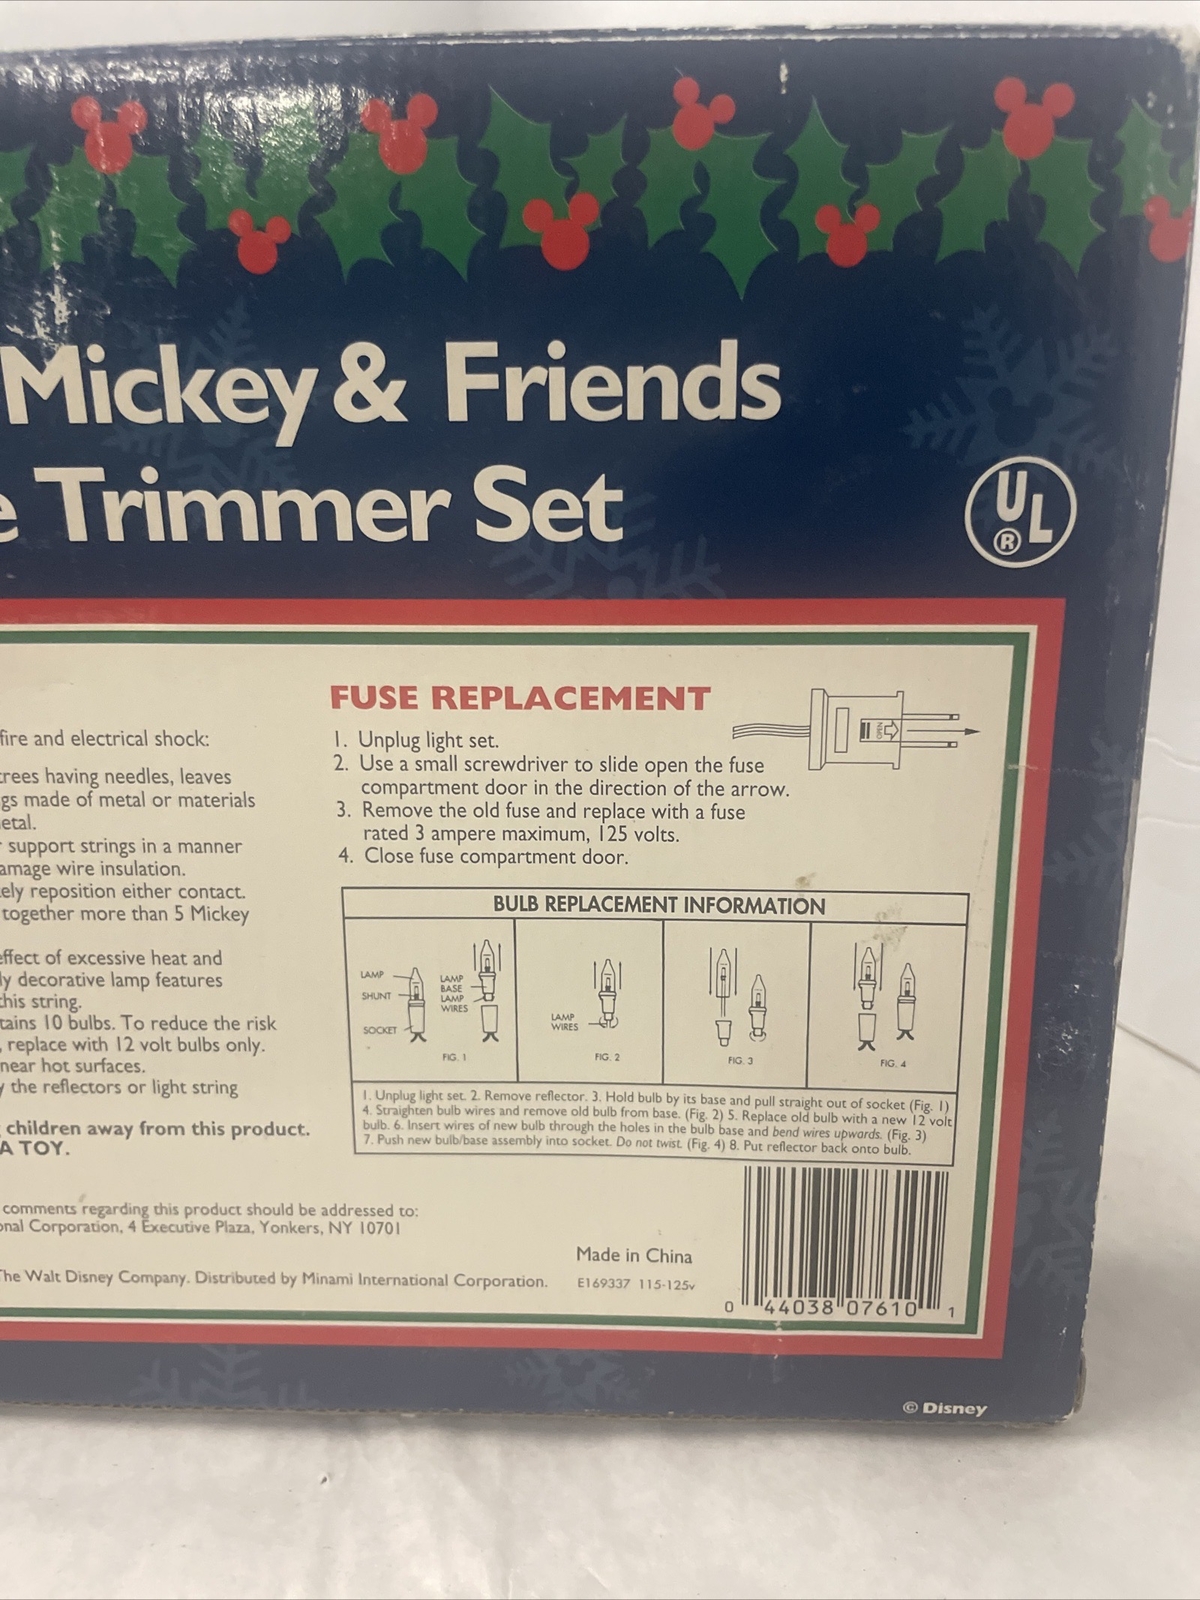 Mickey & Friends
e Trimmer Set
UL
®
fire and electrical shock:
trees having needles, leaves
gs made of metal or materials
etal.
support strings in a manner
amage wire insulation.
ely reposition either contact.
together more than 5 Mickey
effect of excessive heat and
ly decorative lamp features
this string.
tains 10 bulbs. To reduce the risk
, replace with 12 volt bulbs only.
near hot surfaces.
y the reflectors or light string
children away from this product.
A TOY.
FUSE REPLACEMENT
1. Unplug light set.
2. Use a small screwdriver to slide open the fuse
compartment door in the direction of the arrow.
3. Remove the old fuse and replace with a fuse
rated 3 ampere maximum, 125 volts.
4. Close fuse compartment door.
OPEN
BULB REPLACEMENT INFORMATION
LAMP
SHUNT
SOCKET
LAMP
BASE
LAMP
WIRES
FIG. 1
LAMP
WIRES
FIG. 2
FIG. 3
FIG. 4
1. Unplug light set. 2. Remove reflector. 3. Hold bulb by its base and pull straight out of socket (Fig. 1)
4. Straighten bulb wires and remove old bulb from base. (Fig. 2) 5. Replace old bulb with a new 12 volt
bulb. 6. Insert wires of new bulb through the holes in the bulb base and bend wires upwards. (Fig. 3)
7. Push new bulb/base assembly into socket. Do not twist. (Fig. 4) 8. Put reflector back onto bulb.
comments regarding this product should be addressed to:
onal Corporation, 4 Executive Plaza, Yonkers, NY 10701
The Walt Disney Company. Distributed by Minami International Corporation.
Made in China
E169337 115-125v
0 44038 07610 1
© Disney